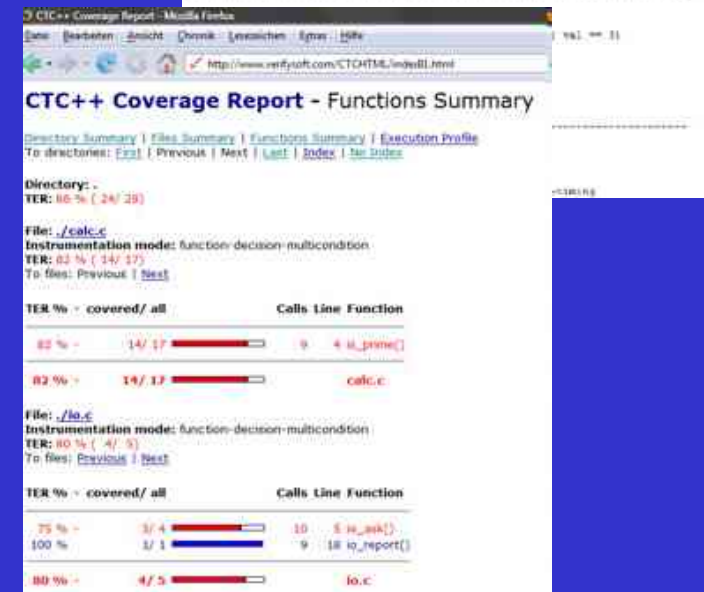 CTC++ Coverage Report - Mozilla Firefox
Datei Bearbeiten Ansicht Chronik Lesezeichen Extras Hilfe
http://www.verifysoft.com/CTCHTML/indexBI.html
val == 3)
CTC++ Coverage Report - Functions Summary
Directory Summary | Files Summary | Functions Summary | Execution Profile
To directories: First | Previous | Next | Last | Index | No Index
Directory: .
TER: 86 % ( 24/ 28)
File: ./calc.c
Instrumentation mode: function-decision-multicondition
TER: 82 % ( 14/ 17)
To files: Previous | Next
TER % - covered/ all Calls Line Function
82 % - 14/ 17 9 4 is_prime()
82 % - 14/ 17 calc.c
File: ./io.c
Instrumentation mode: function-decision-multicondition
TER: 80 % ( 4/ 5)
To files: Previous | Next
TER % - covered/ all Calls Line Function
75 % - 3/ 4 10 5 io_ask()
100 % 1/ 1 9 18 io_report()
80 % - 4/ 5 io.c